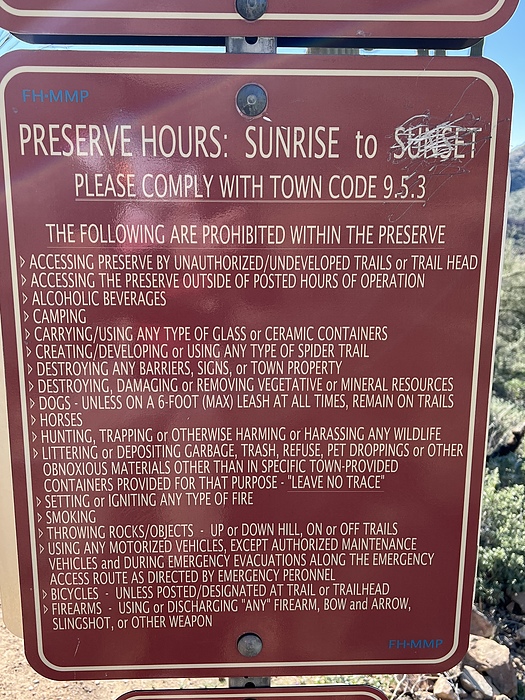 FH-MMP
PRESERVE HOURS: SUNRISE to SUNSET
PLEASE COMPLY WITH TOWN CODE 9.5.3
THE FOLLOWING ARE PROHIBITED WITHIN THE PRESERVE
▹ ACCESSING PRESERVE BY UNAUTHORIZED/UNDEVELOPED TRAILS or TRAIL HEAD
▹ ACCESSING THE PRESERVE OUTSIDE OF POSTED HOURS OF OPERATION
▹ ALCOHOLIC BEVERAGES
▹ CAMPING
▹ CARRYING/USING ANY TYPE OF GLASS or CERAMIC CONTAINERS
▹ CREATING/DEVELOPING or USING ANY TYPE OF SPIDER TRAIL
▹ DESTROYING ANY BARRIERS, SIGNS, or TOWN PROPERTY
▹ DESTROYING, DAMAGING or REMOVING VEGETATIVE or MINERAL RESOURCES
▹ DOGS - UNLESS ON A 6-FOOT (MAX) LEASH AT ALL TIMES, REMAIN ON TRAILS
▹ HORSES
▹ HUNTING, TRAPPING or OTHERWISE HARMING or HARASSING ANY WILDLIFE
▹ LITTERING or DEPOSITING GARBAGE, TRASH, REFUSE, PET DROPPINGS or OTHER
OBNOXIOUS MATERIALS OTHER THAN IN SPECIFIC TOWN-PROVIDED
CONTAINERS PROVIDED FOR THAT PURPOSE - "LEAVE NO TRACE"
▹ SETTING or IGNITING ANY TYPE OF FIRE
▹ SMOKING
▹ THROWING ROCKS/OBJECTS - UP or DOWN HILL, ON or OFF TRAILS
▹ USING ANY MOTORIZED VEHICLES, EXCEPT AUTHORIZED MAINTENANCE
VEHICLES and DURING EMERGENCY EVACUATIONS ALONG THE EMERGENCY
ACCESS ROUTE AS DIRECTED BY EMERGENCY PERONNEL
▹ BICYCLES - UNLESS POSTED/DESIGNATED AT TRAIL or TRAILHEAD
▹ FIREARMS - USING or DISCHARGING "ANY" FIREARM, BOW and ARROW,
SLINGSHOT, or OTHER WEAPON
FH-MMP